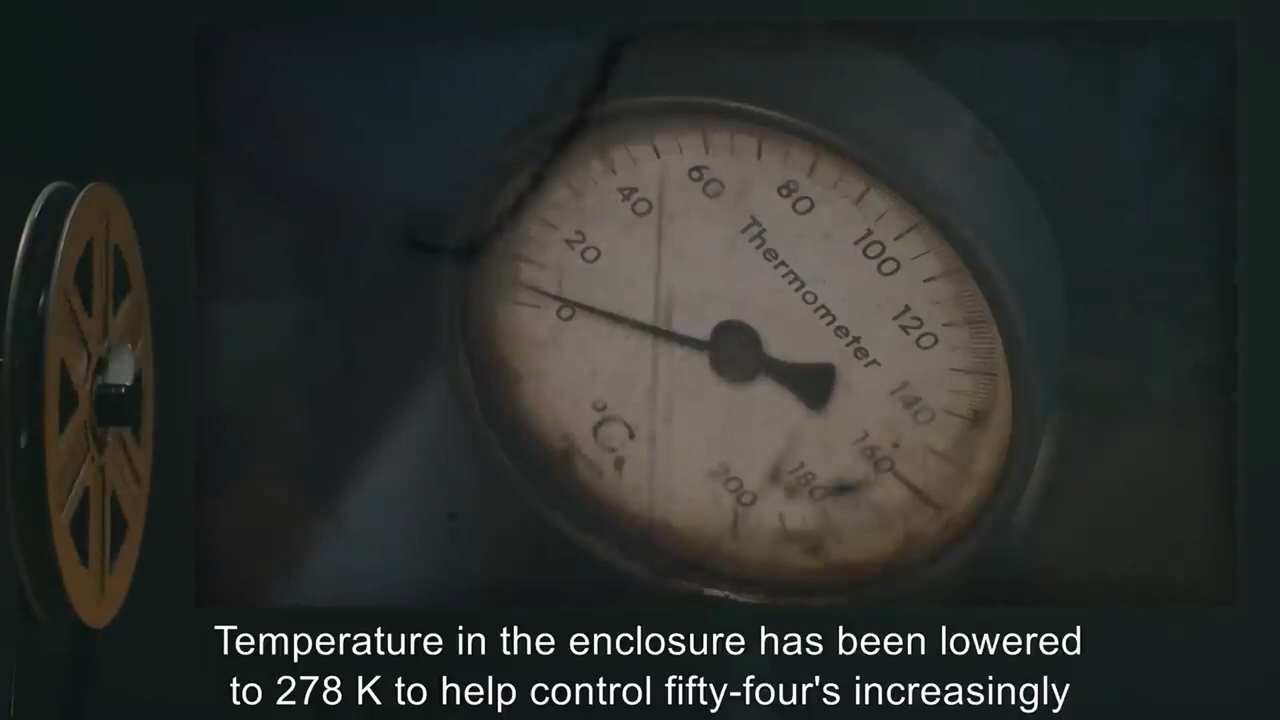 0
20
40
60
80
100
120
140
160
180
200
Thermometer
°C
Temperature in the enclosure has been lowered
to 278 K to help control fifty-four's increasingly